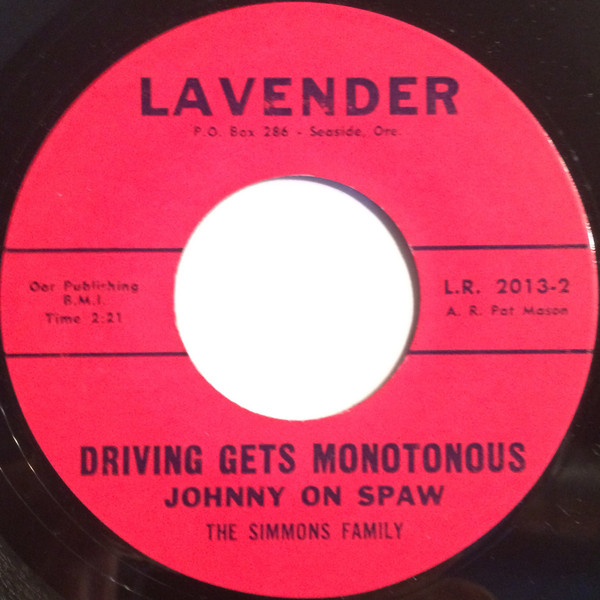 LAVENDER
P.O. Box 286 - Seaside, Ore.
Oar Publishing
B.M.I.
Time 2:21
L.R. 2013-2
A. R. Pat Mason
DRIVING GETS MONOTONOUS
JOHNNY ON SPAW
THE SIMMONS FAMILY